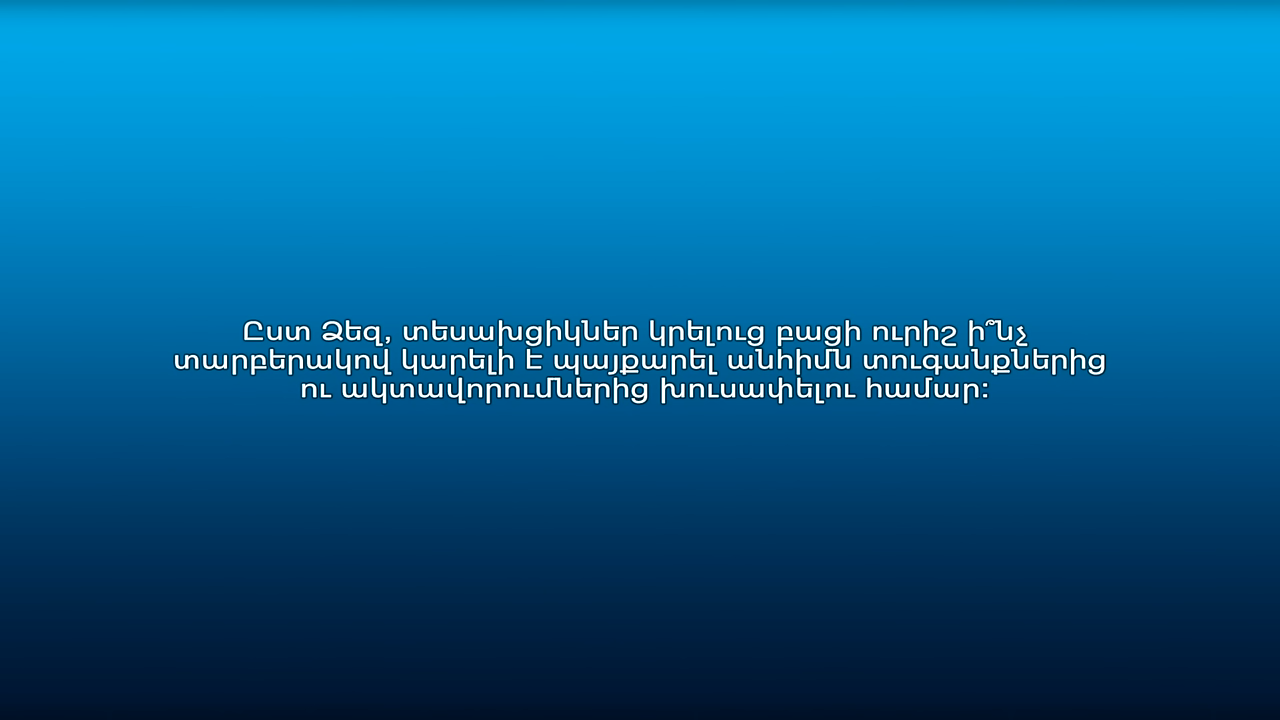 Ըստ Ձեզ, տեսախցիկներ կրելուց բացի ուրիշ ի՞նչ
տարբերակով կարելի է պայքարել անհիմն տուգանքներից
ու ակտավորումներից խուսափելու համար: